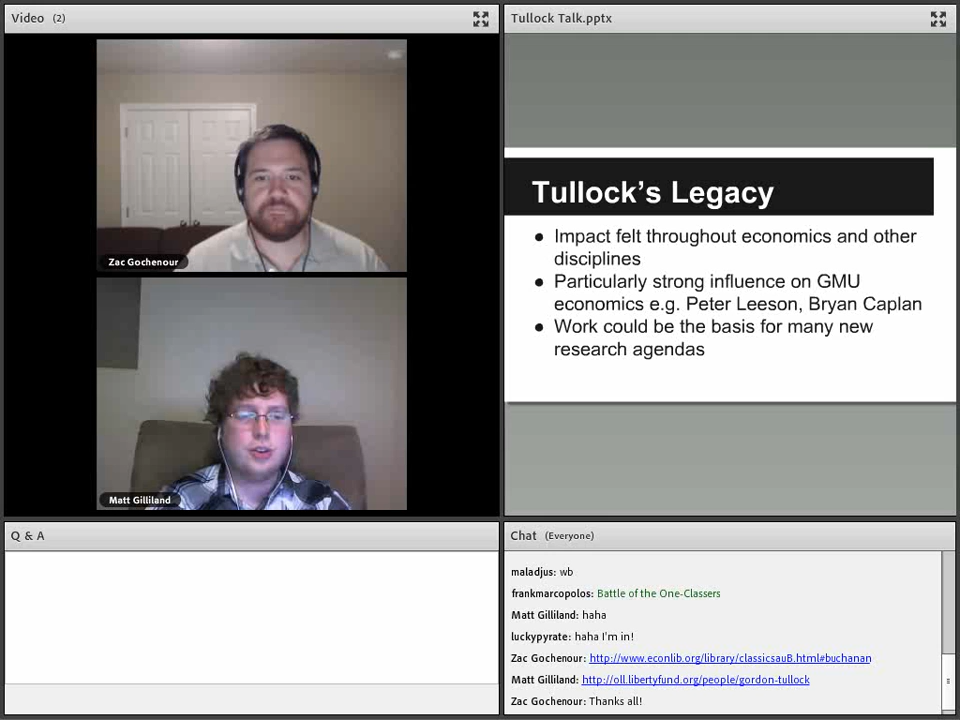 Video (2)
Zac Gochenour
Matt Gilliland
Tullock Talk.pptx
Tullock's Legacy
● Impact felt throughout economics and other
disciplines
● Particularly strong influence on GMU
economics e.g. Peter Leeson, Bryan Caplan
● Work could be the basis for many new
research agendas
Q & A
Chat (Everyone)
maladjus: wb
frankmarcopolos: Battle of the One-Classers
Matt Gilliland: haha
luckypyrate: haha I'm in!
Zac Gochenour: http://www.econlib.org/library/classicsauB.html#buchanan
Matt Gilliland: http://oll.libertyfund.org/people/gordon-tullock
Zac Gochenour: Thanks all!